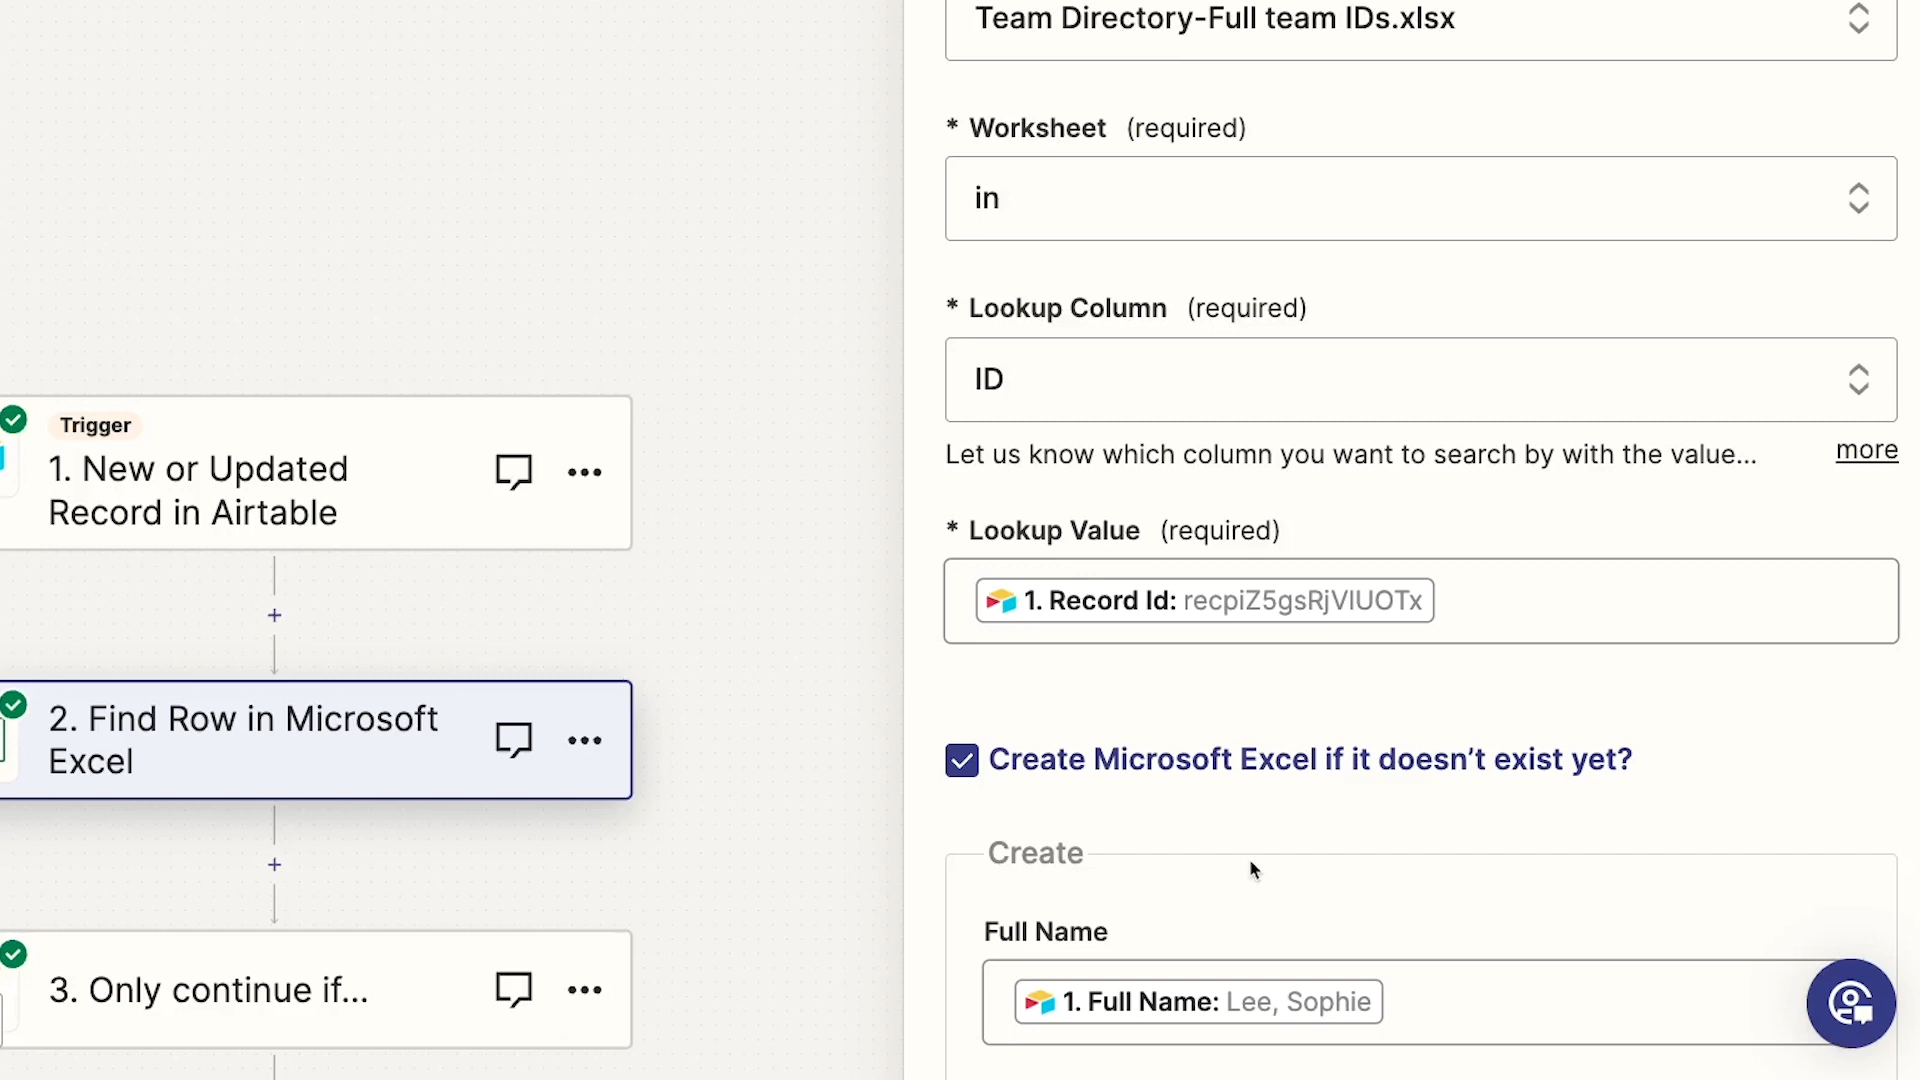 Team Directory-Full team IDs.xlsx
* Worksheet (required)
in
* Lookup Column (required)
ID
Let us know which column you want to search by with the value...
more
* Lookup Value (required)
1. Record Id: recpiZ5gsRjVlUOTx
Create Microsoft Excel if it doesn’t exist yet?
Create
Full Name
1. Full Name: Lee, Sophie
Trigger
1. New or Updated
Record in Airtable
2. Find Row in Microsoft
Excel
3. Only continue if...